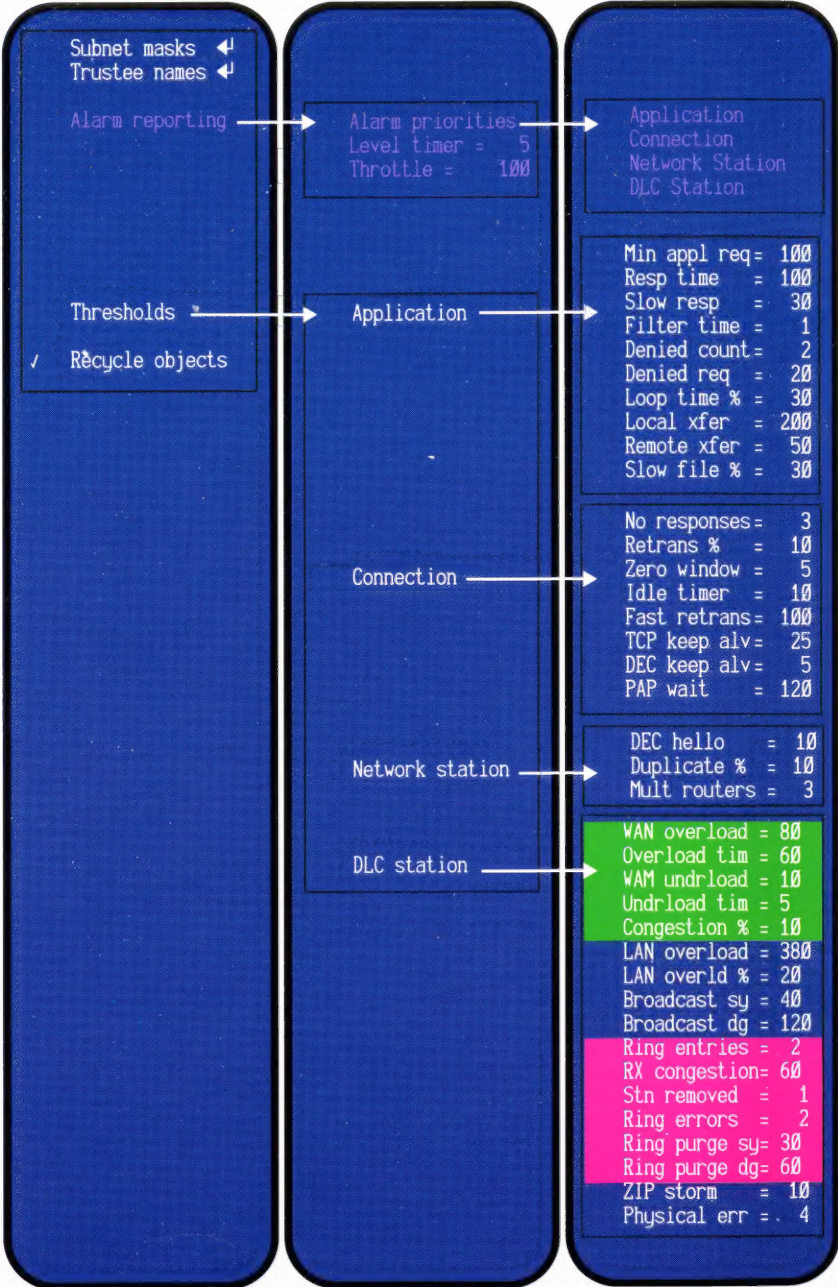 Subnet masks ↵
Trustee names ↵
Alarm reporting
Thresholds
√ Recycle objects
Alarm priorities
Level timer = 5
Throttle = 100
Application
Connection
Network station
DLC station
Application
Connection
Network Station
DLC Station
Min appl req= 100
Resp time = 100
Slow resp = 30
Filter time = 1
Denied count= 2
Denied req = 20
Loop time % = 30
Local xfer = 200
Remote xfer = 50
Slow file % = 30
No responses= 3
Retrans % = 10
Zero window = 5
Idle timer = 10
Fast retrans= 100
TCP keep alv= 25
DEC keep alv= 5
PAP wait = 120
DEC hello = 10
Duplicate % = 10
Mult routers = 3
WAN overload = 80
Overload tim = 60
WAM undrload = 10
Undrload tim = 5
Congestion % = 10
LAN overload = 380
LAN overld % = 20
Broadcast sy = 40
Broadcast dg = 120
Ring entries = 2
RX congestion= 60
Stn removed = 1
Ring errors = 2
Ring purge sy= 30
Ring purge dg= 60
ZIP storm = 10
Physical err = 4